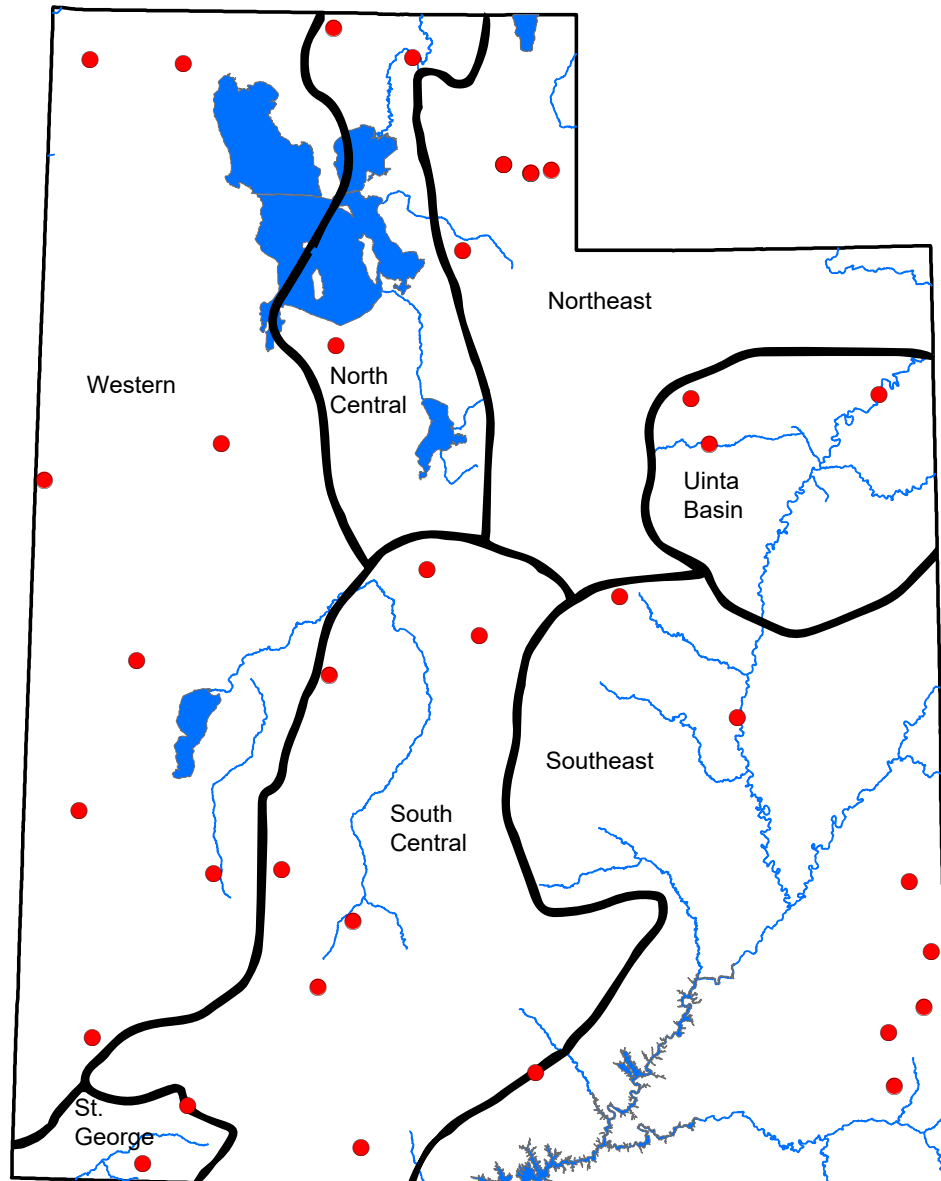 Northeast
Western
North
Central
Uinta
Basin
Southeast
South
Central
St.
George